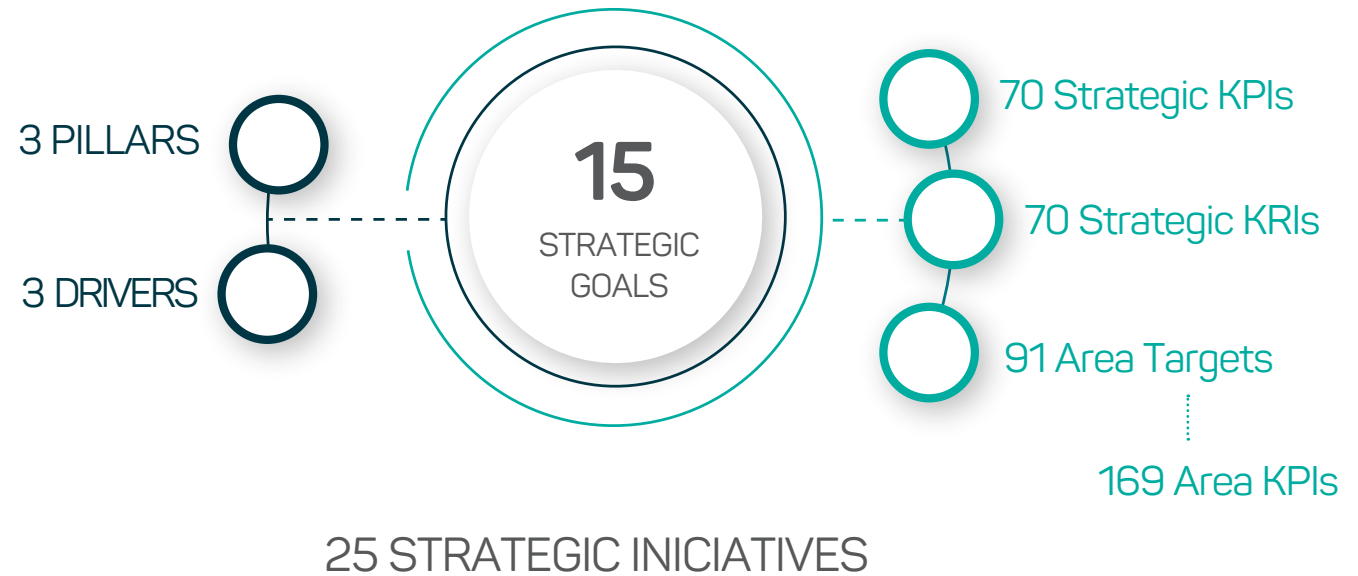 3 PILLARS
3 DRIVERS
15
STRATEGIC
GOALS
70 Strategic KPIs
70 Strategic KRIs
91 Area Targets
169 Area KPIs
25 STRATEGIC INICIATIVES